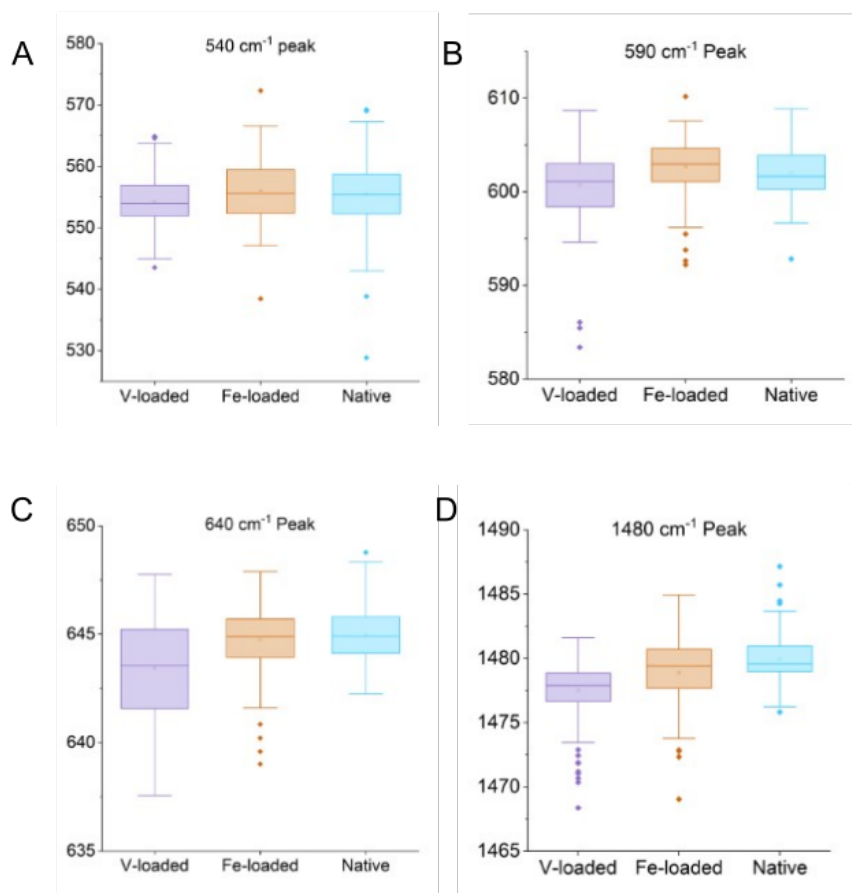 A
540 cm⁻¹ peak
580
570
560
550
540
530
V-loaded Fe-loaded Native
B
590 cm⁻¹ Peak
610
600
590
580
V-loaded Fe-loaded Native
C
640 cm⁻¹ Peak
650
645
640
635
V-loaded Fe-loaded Native
D
1480 cm⁻¹ Peak
1490
1485
1480
1475
1470
1465
V-loaded Fe-loaded Native